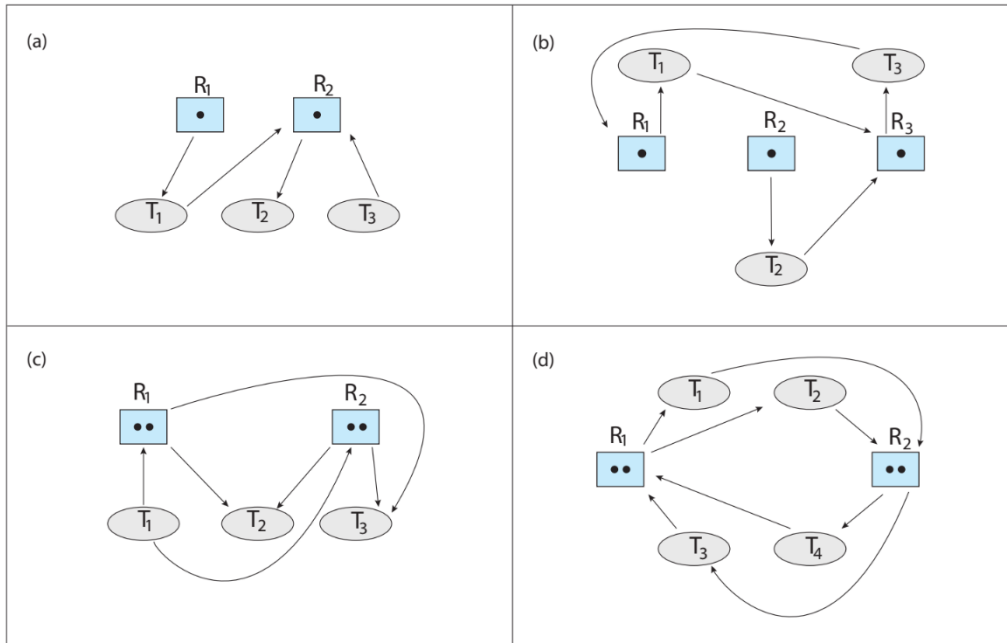 (a)
R1 R2
T1 T2 T3
(b)
T1 T3
R1 R2 R3
T2
(c)
R1 R2
T1 T2 T3
(d)
T1 T2
R1 R2
T3 T4